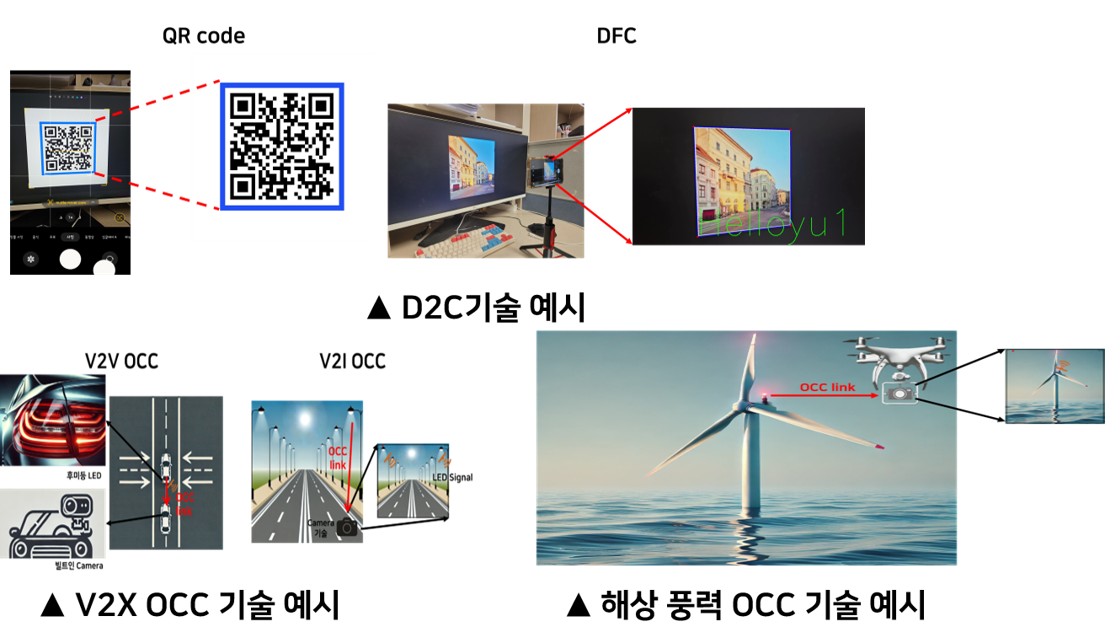 QR code
DFC
▲ D2C기술 예시
V2V OCC
V2I OCC
후미등 LED
OCC
link
빌트인 Camera
OCC
link
LED Signal
Camera
기술
OCC link
▲ V2X OCC 기술 예시
▲ 해상 풍력 OCC 기술 예시